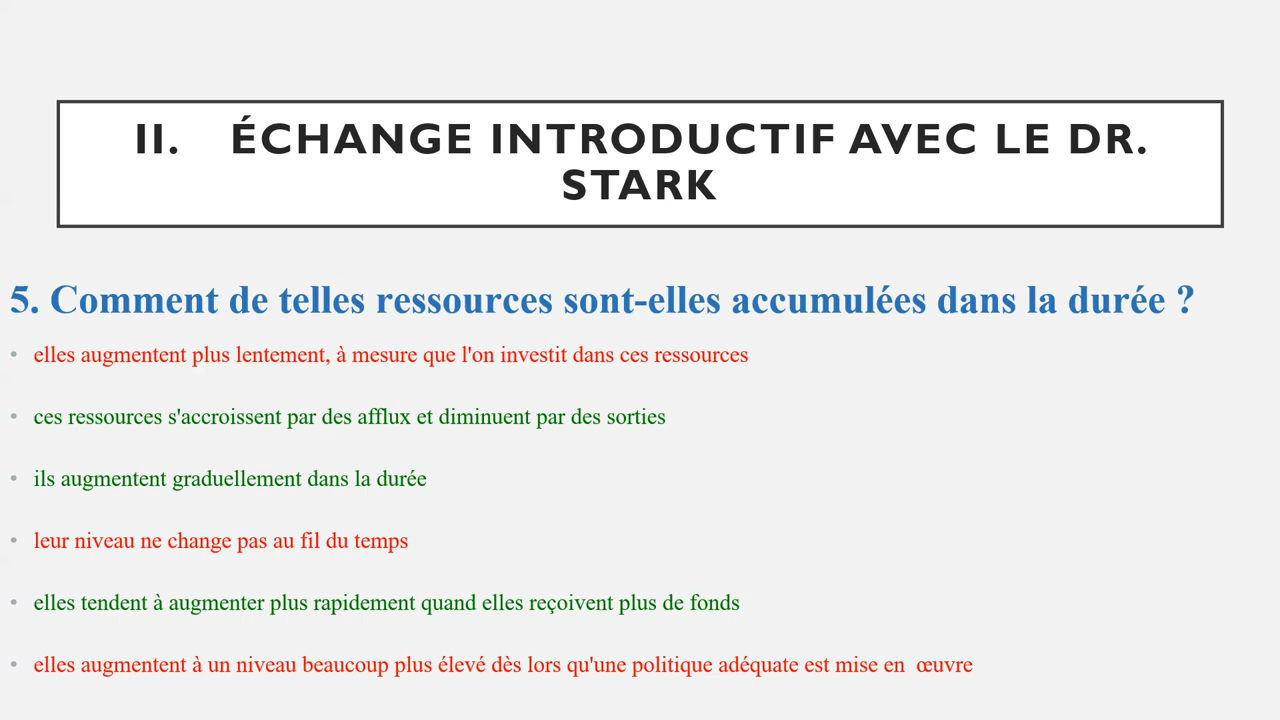 II. ÉCHANGE INTRODUCTIF AVEC LE DR.
STARK
5. Comment de telles ressources sont-elles accumulées dans la durée ?
• elles augmentent plus lentement, à mesure que l'on investit dans ces ressources
• ces ressources s'accroissent par des afflux et diminuent par des sorties
• ils augmentent graduellement dans la durée
• leur niveau ne change pas au fil du temps
• elles tendent à augmenter plus rapidement quand elles reçoivent plus de fonds
• elles augmentent à un niveau beaucoup plus élevé dès lors qu'une politique adéquate est mise en œuvre